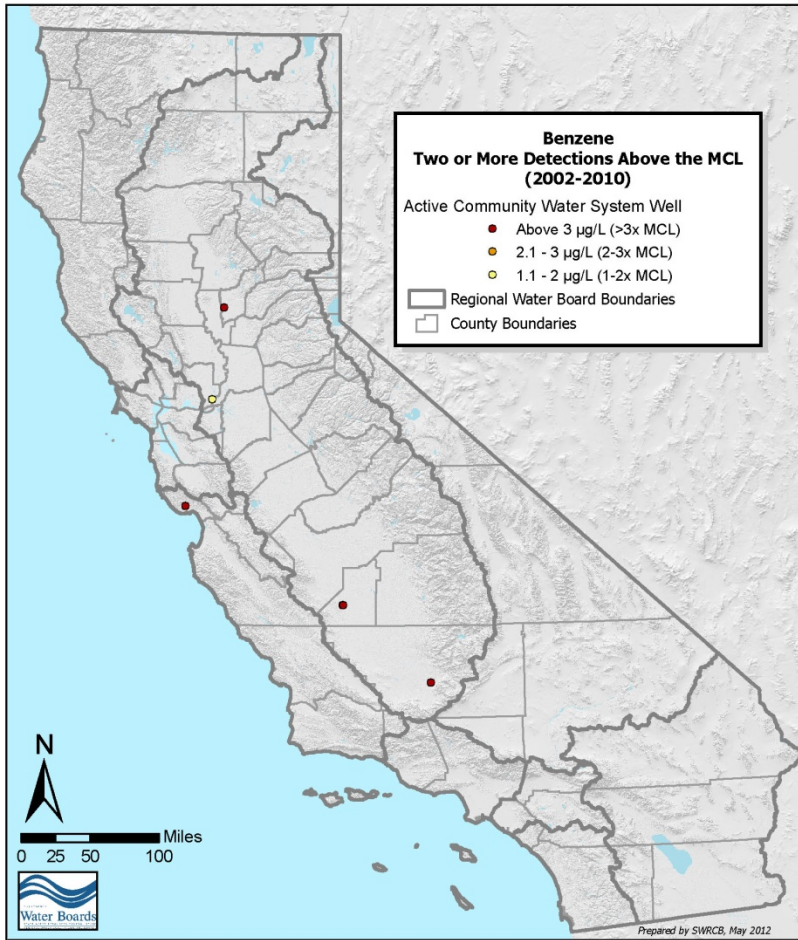 Benzene
Two or More Detections Above the MCL
(2002-2010)
Active Community Water System Well
Above 3 µg/L (>3x MCL)
2.1 - 3 µg/L (2-3x MCL)
1.1 - 2 µg/L (1-2x MCL)
Regional Water Board Boundaries
County Boundaries
N
Miles
0 25 50 100
Water Boards
Prepared by SWRCB, May 2012